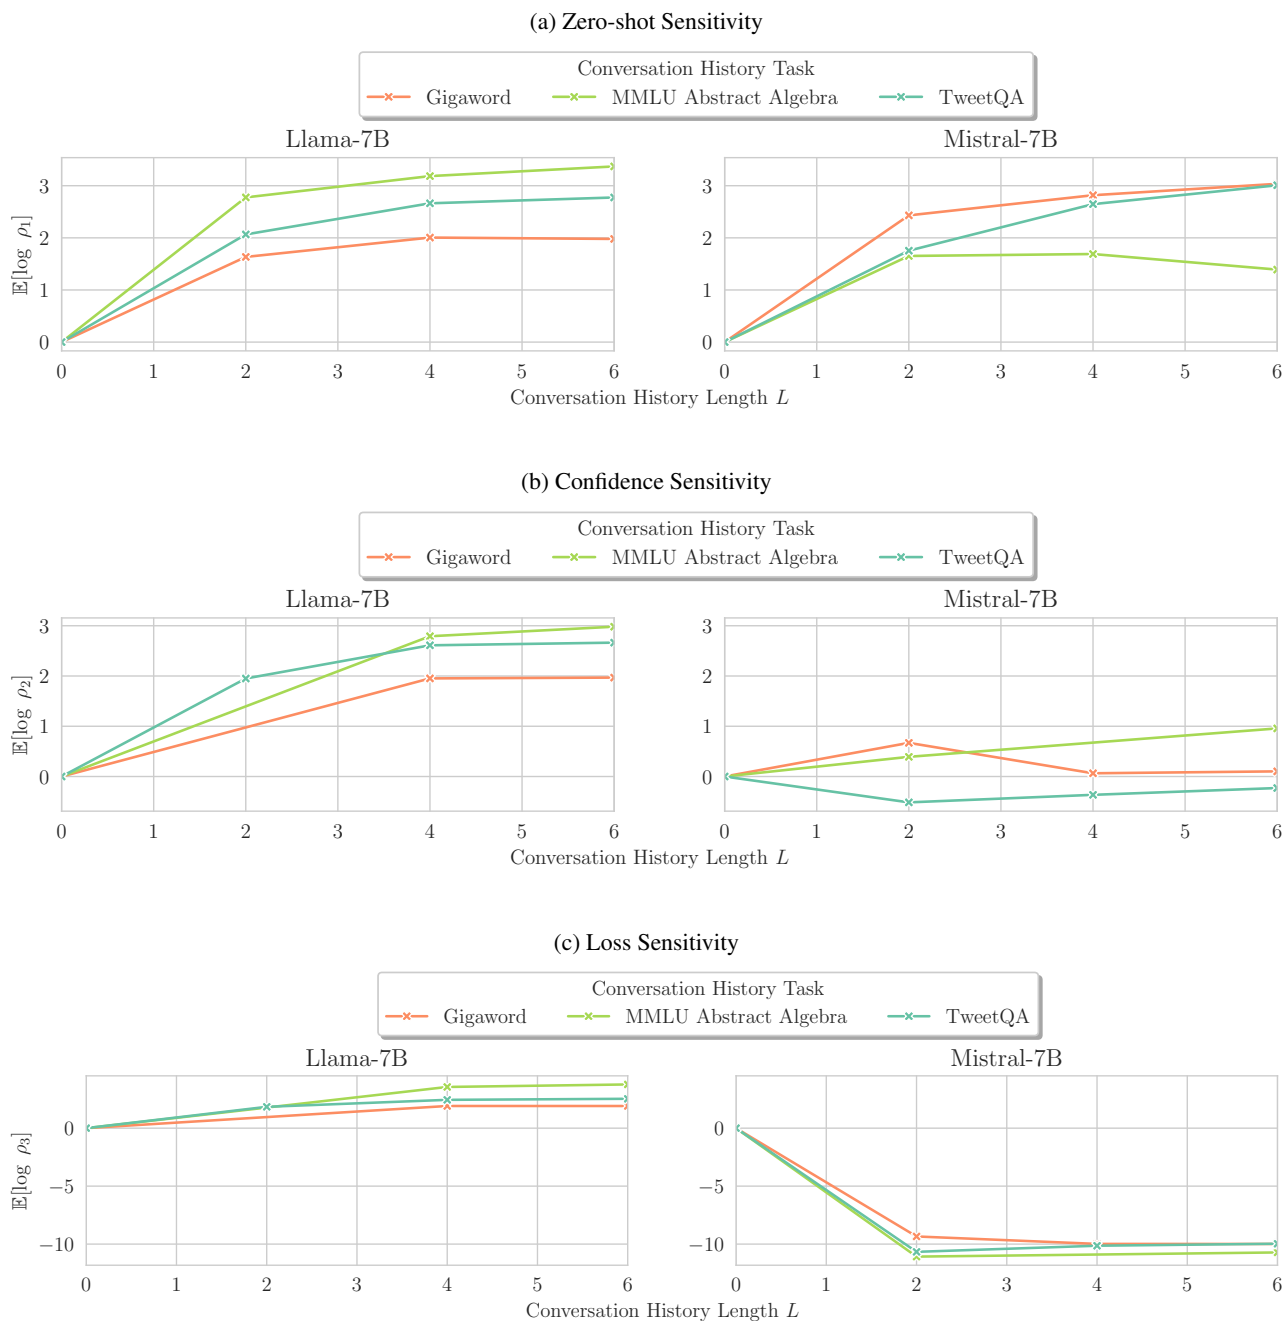 (a) Zero-shot Sensitivity
Conversation History Task
Gigaword MMLU Abstract Algebra TweetQA
Llama-7B Mistral-7B
𝔼[log ρ₁]
3 3
2 2
1 1
0 0
0 1 2 3 4 5 6 0 1 2 3 4 5 6
Conversation History Length L
(b) Confidence Sensitivity
Conversation History Task
Gigaword MMLU Abstract Algebra TweetQA
Llama-7B Mistral-7B
𝔼[log ρ₂]
3 3
2 2
1 1
0 0
0 1 2 3 4 5 6 0 1 2 3 4 5 6
Conversation History Length L
(c) Loss Sensitivity
Conversation History Task
Gigaword MMLU Abstract Algebra TweetQA
Llama-7B Mistral-7B
𝔼[log ρ₃]
0 0
−5 −5
−10 −10
0 1 2 3 4 5 6 0 1 2 3 4 5 6
Conversation History Length L